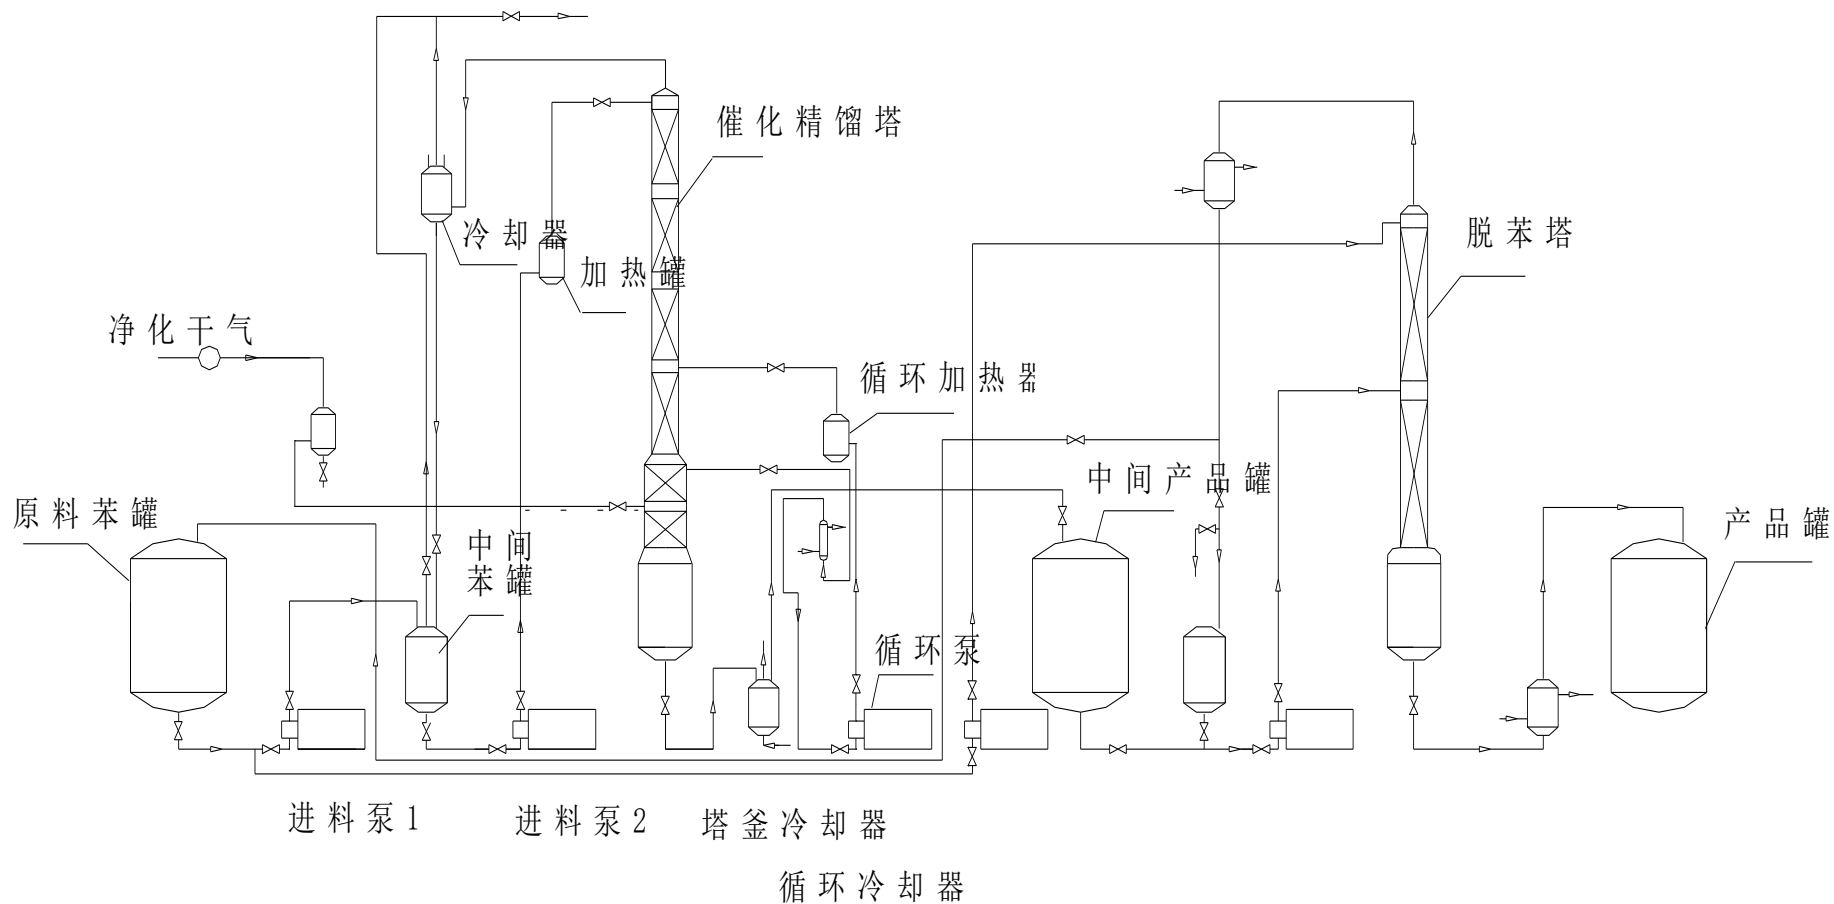 催化精馏塔
冷却器
加热罐
脱苯塔
净化干气
循环加热器
原料苯罐
中间
苯罐
中间产品罐
产品罐
循环泵
进料泵1
进料泵2
塔釜冷却器
循环冷却器